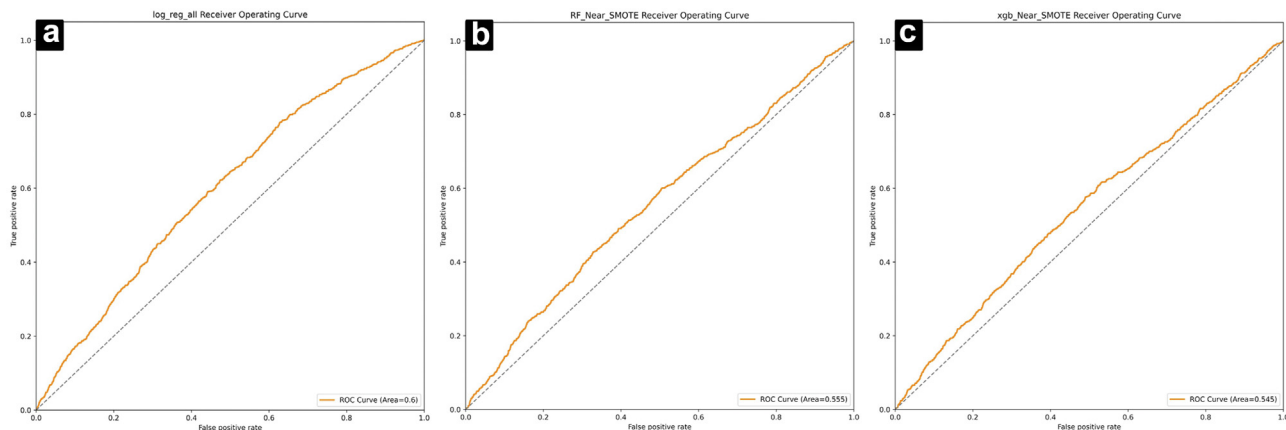 a
log_reg_all Receiver Operating Curve
True positive rate
1.0
0.8
0.6
0.4
0.2
0.0
0.0 0.2 0.4 0.6 0.8 1.0
False positive rate
ROC Curve (Area=0.6)
b
RF_Near_SMOTE Receiver Operating Curve
True positive rate
1.0
0.8
0.6
0.4
0.2
0.0
0.0 0.2 0.4 0.6 0.8 1.0
False positive rate
ROC Curve (Area=0.555)
c
xgb_Near_SMOTE Receiver Operating Curve
True positive rate
1.0
0.8
0.6
0.4
0.2
0.0
0.0 0.2 0.4 0.6 0.8 1.0
False positive rate
ROC Curve (Area=0.545)